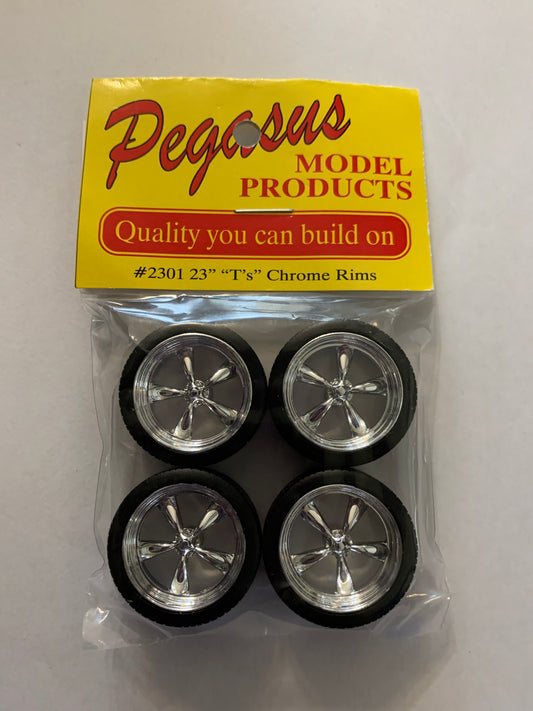 Pegasus
MODEL
PRODUCTS
Quality you can build on
#2301 23” “T's” Chrome Rims